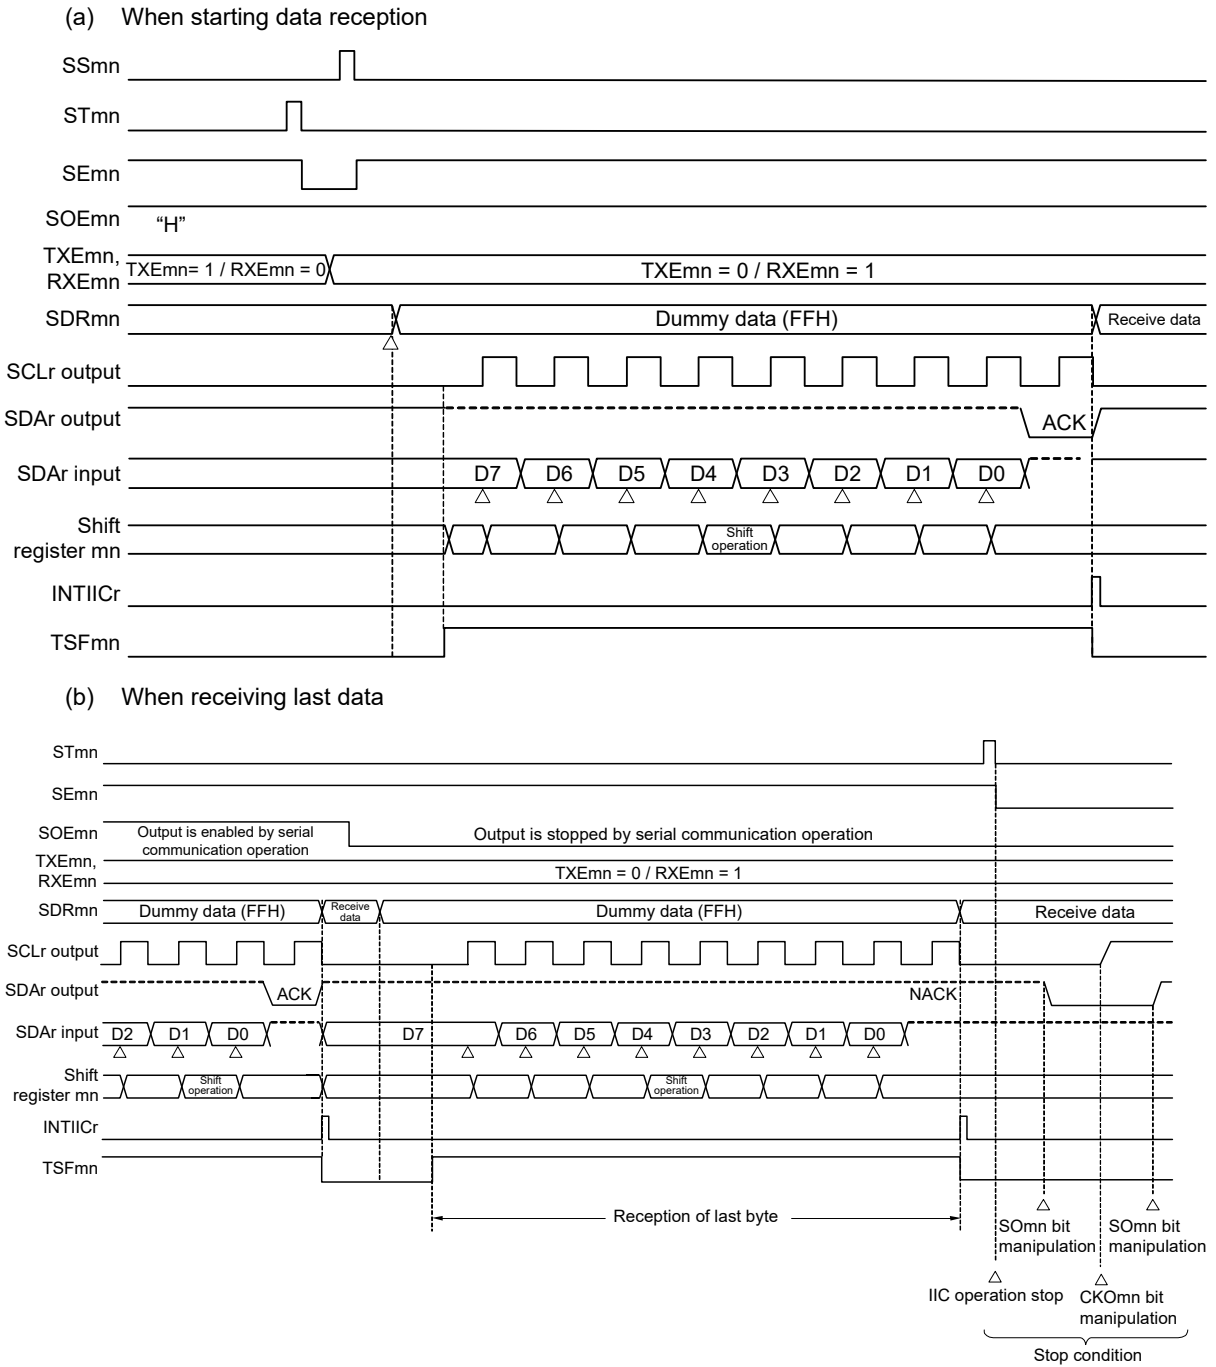 (a) When starting data reception
SSmn
STmn
SEmn
SOEmn “H”
TXEmn,
RXEmn
TXEmn= 1 / RXEmn = 0 TXEmn = 0 / RXEmn = 1
SDRmn Dummy data (FFH) Receive data
SCLr output
SDAr output ACK
SDAr input D7 D6 D5 D4 D3 D2 D1 D0
Shift
register mn
Shift
operation
INTIICr
TSFmn
(b) When receiving last data
STmn
SEmn
SOEmn
Output is enabled by serial
communication operation
Output is stopped by serial communication operation
TXEmn,
RXEmn
TXEmn = 0 / RXEmn = 1
SDRmn Dummy data (FFH)
Receive
data
Dummy data (FFH) Receive data
SCLr output
SDAr output ACK NACK
SDAr input D2 D1 D0 D7 D6 D5 D4 D3 D2 D1 D0
Shift
register mn
Shift
operation
Shift
operation
INTIICr
TSFmn
Reception of last byte
SOmn bit
manipulation
SOmn bit
manipulation
IIC operation stop
CKOmn bit
manipulation
Stop condition